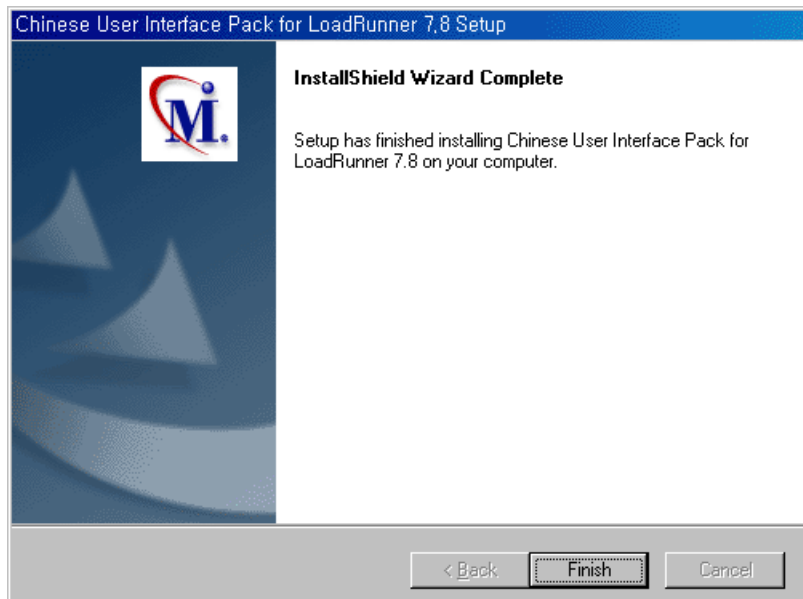 Chinese User Interface Pack for LoadRunner 7,8 Setup
M.
InstallShield Wizard Complete
Setup has finished installing Chinese User Interface Pack for
LoadRunner 7.8 on your computer.
< Back
Finish
Cancel